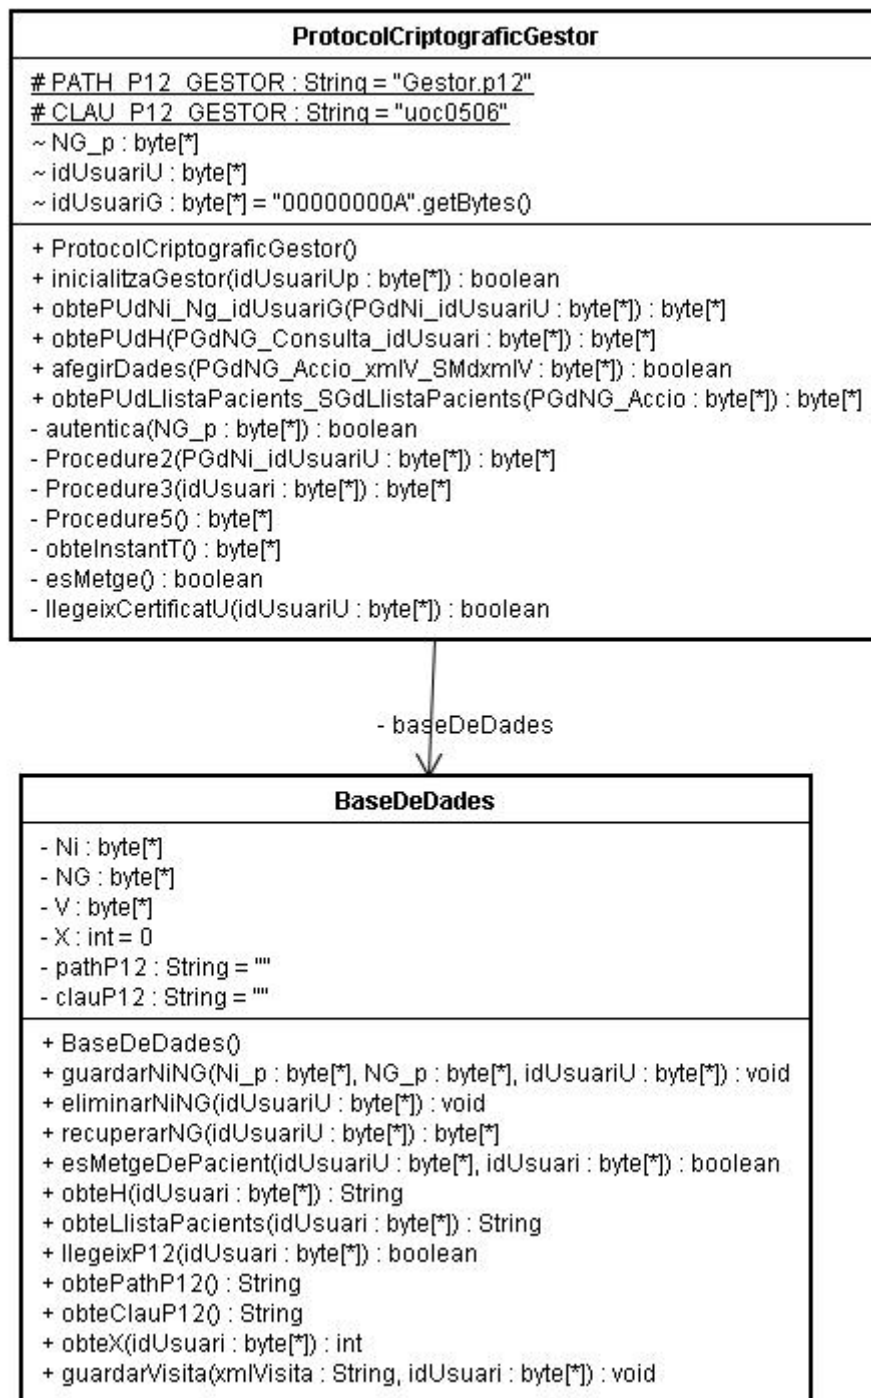 ProtocolCriptograficGestor
# PATH_P12_GESTOR : String = "Gestor.p12"
# CLAU_P12_GESTOR : String = "uoc0506"
~ NG_p : byte[*]
~ idUsuariU : byte[*]
~ idUsuariG : byte[*] = "00000000A".getBytes()
+ ProtocolCriptograficGestor()
+ inicialitzaGestor(idUsuariUp : byte[*]) : boolean
+ obtePUdNi_Ng_idUsuariG(PGdNi_idUsuariU : byte[*]) : byte[*]
+ obtePUdH(PGdNG_Consulta_idUsuari : byte[*]) : byte[*]
+ afegirDades(PGdNG_Accio_xmlV_SMdxmlV : byte[*]) : boolean
+ obtePUdLlistaPacients_SGdLlistaPacients(PGdNG_Accio : byte[*]) : byte[*]
- autentica(NG_p : byte[*]) : boolean
- Procedure2(PGdNi_idUsuariU : byte[*]) : byte[*]
- Procedure3(idUsuari : byte[*]) : byte[*]
- Procedure5() : byte[*]
- obteInstantT() : byte[*]
- esMetge() : boolean
- llegeixCertificatU(idUsuariU : byte[*]) : boolean
- baseDeDades
BaseDeDades
- Ni : byte[*]
- NG : byte[*]
- V : byte[*]
- X : int = 0
- pathP12 : String = ""
- clauP12 : String = ""
+ BaseDeDades()
+ guardarNiNG(Ni_p : byte[*], NG_p : byte[*], idUsuariU : byte[*]) : void
+ eliminarNiNG(idUsuariU : byte[*]) : void
+ recuperarNG(idUsuariU : byte[*]) : byte[*]
+ esMetgeDePacient(idUsuariU : byte[*], idUsuari : byte[*]) : boolean
+ obteH(idUsuari : byte[*]) : String
+ obteLlistaPacients(idUsuari : byte[*]) : String
+ llegeixP12(idUsuari : byte[*]) : boolean
+ obtePathP12() : String
+ obteClauP12() : String
+ obteX(idUsuari : byte[*]) : int
+ guardarVisita(xmlVisita : String, idUsuari : byte[*]) : void